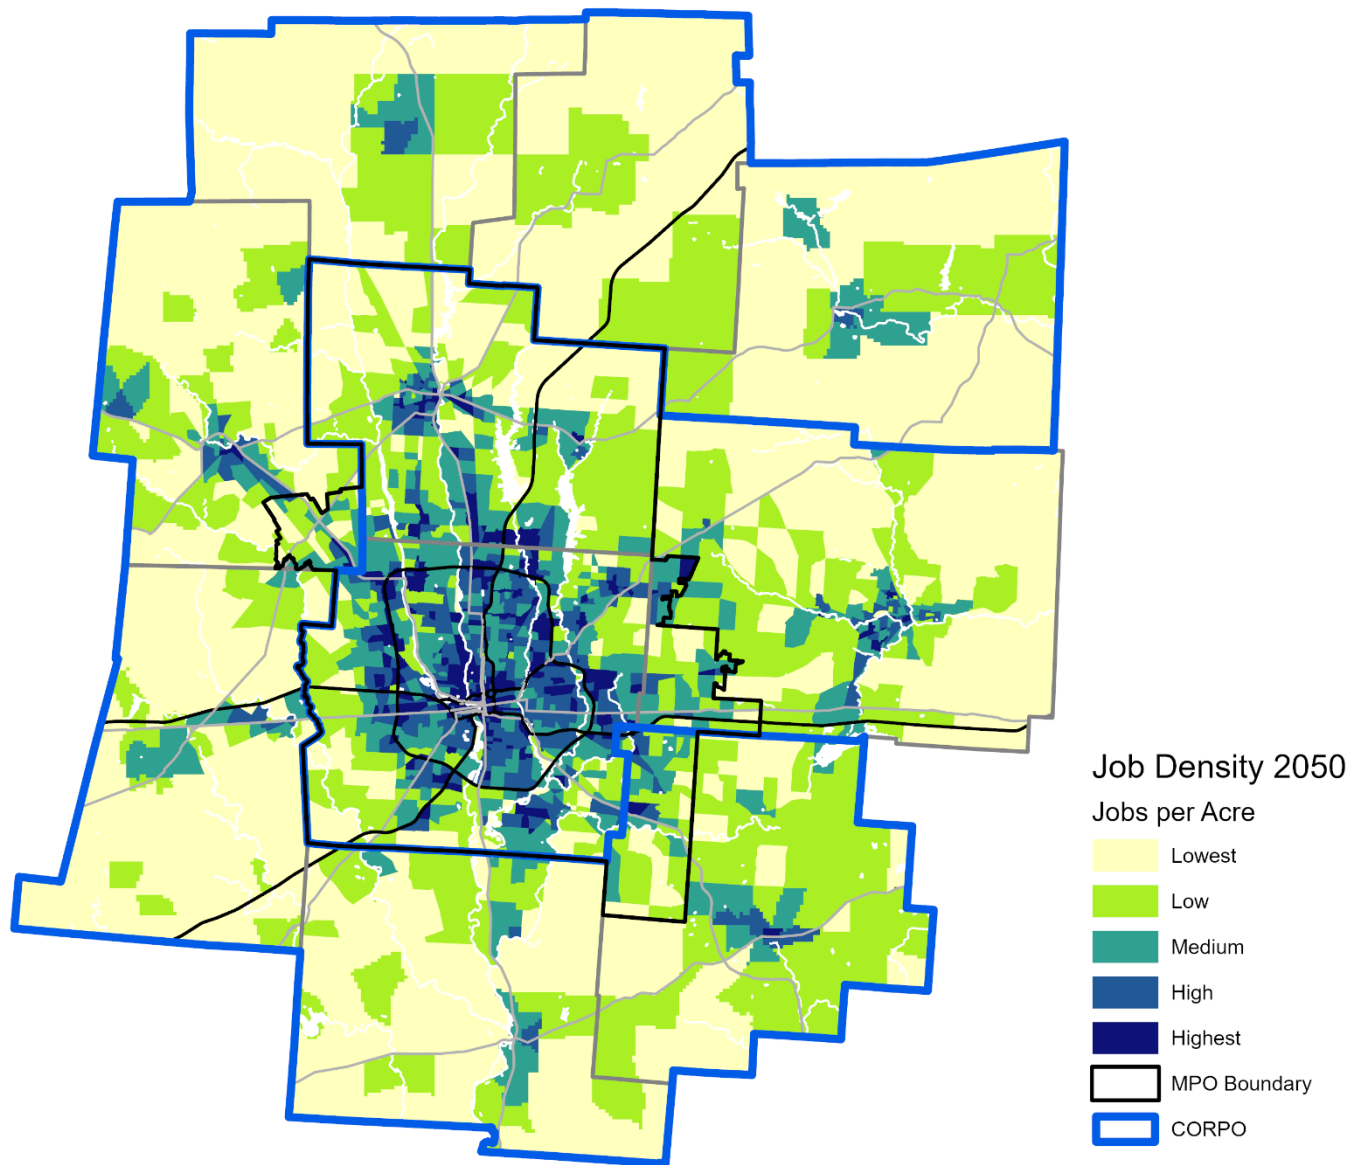 Job Density 2050
Jobs per Acre
Lowest
Low
Medium
High
Highest
MPO Boundary
CORPO